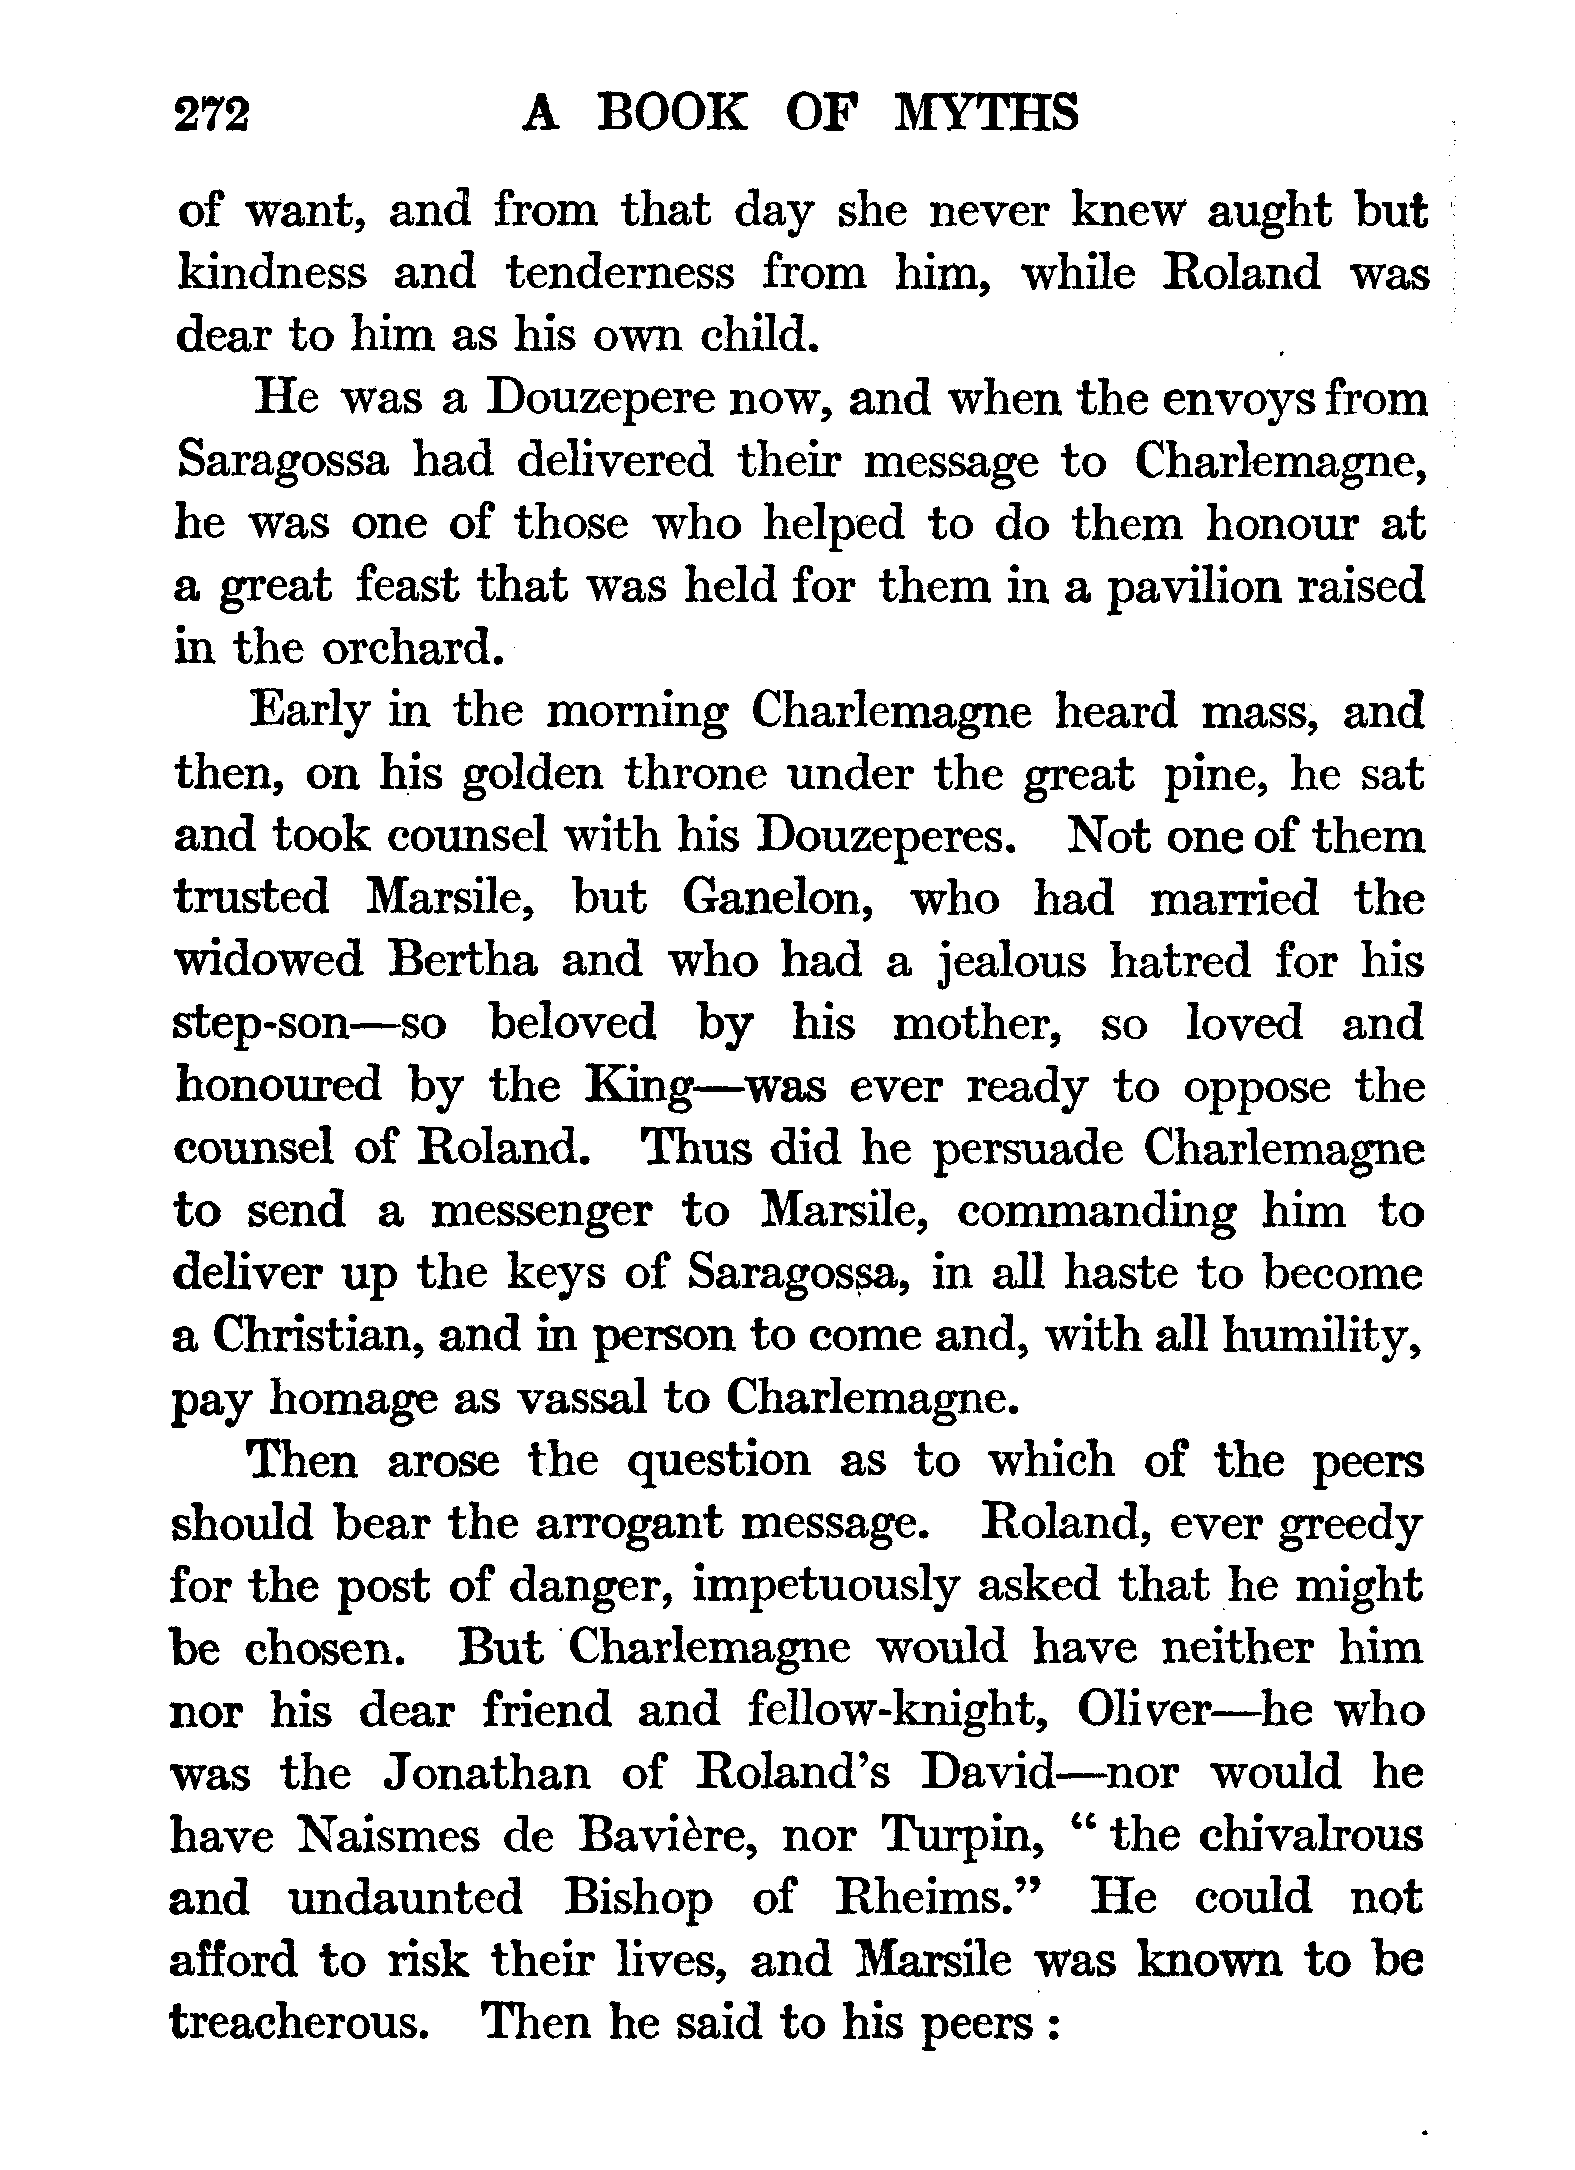 272 A BOOK OF MYTHS
of want, and from that day she never knew aught but
kindness and tenderness from him, while Roland was
dear to him as his own child.
He was a Douzepere now, and when the envoys from
Saragossa had delivered their message to Charlemagne,
he was one of those who helped to do them honour at
a great feast that was held for them in a pavilion raised
in the orchard.
Early in the morning Charlemagne heard mass, and
then, on his golden throne under the great pine, he sat
and took counsel with his Douzeperes. Not one of them
trusted Marsile, but Ganelon, who had married the
widowed Bertha and who had a jealous hatred for his
step-son—so beloved by his mother, so loved and
honoured by the King—was ever ready to oppose the
counsel of Roland. Thus did he persuade Charlemagne
to send a messenger to Marsile, commanding him to
deliver up the keys of Saragossa, in all haste to become
a Christian, and in person to come and, with all humility,
pay homage as vassal to Charlemagne.
Then arose the question as to which of the peers
should bear the arrogant message. Roland, ever greedy
for the post of danger, impetuously asked that he might
be chosen. But Charlemagne would have neither him
nor his dear friend and fellow-knight, Oliver—he who
was the Jonathan of Roland's David—nor would he
have Naismes de Bavière, nor Turpin, “the chivalrous
and undaunted Bishop of Rheims.” He could not
afford to risk their lives, and Marsile was known to be
treacherous. Then he said to his peers :